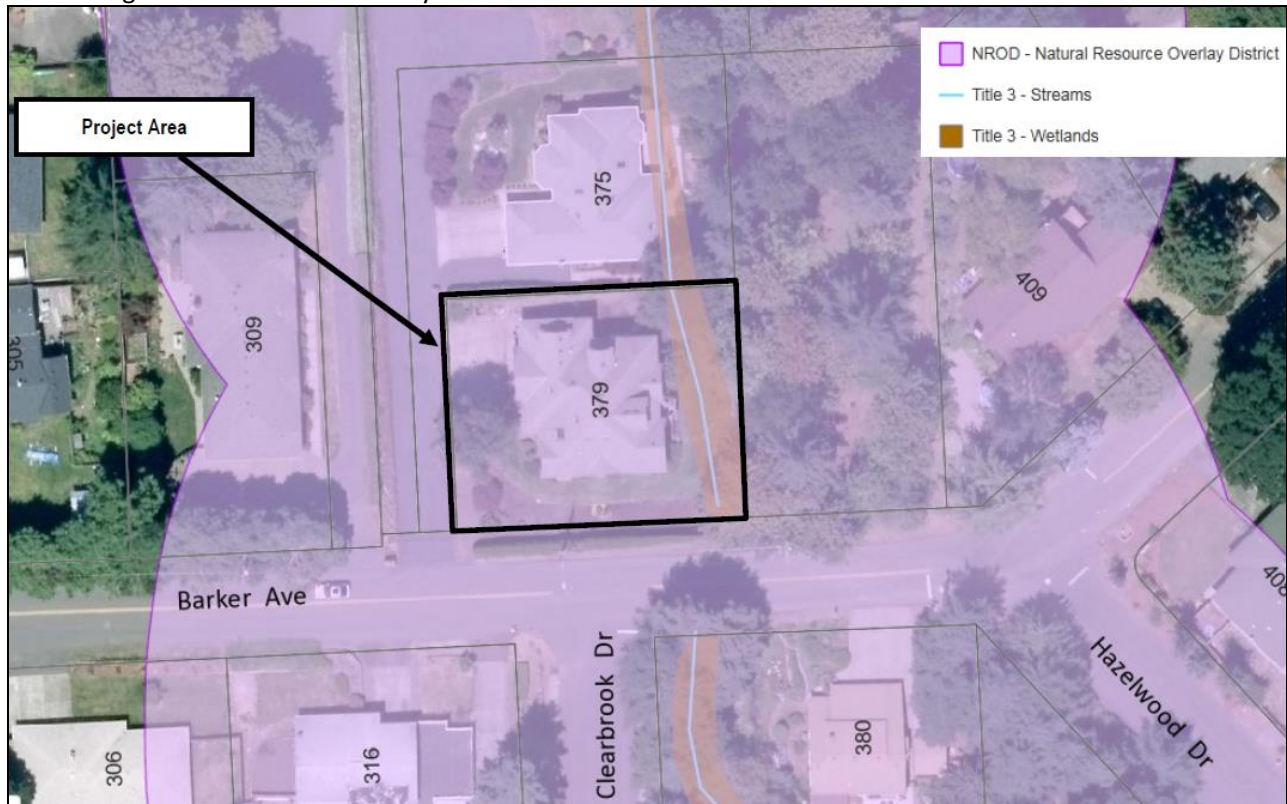 NROD - Natural Resource Overlay District
Title 3 - Streams
Title 3 - Wetlands
Project Area
375
379
309
305
409
408
Barker Ave
Clearbrook Dr
Hazelwood Dr
306
316
380